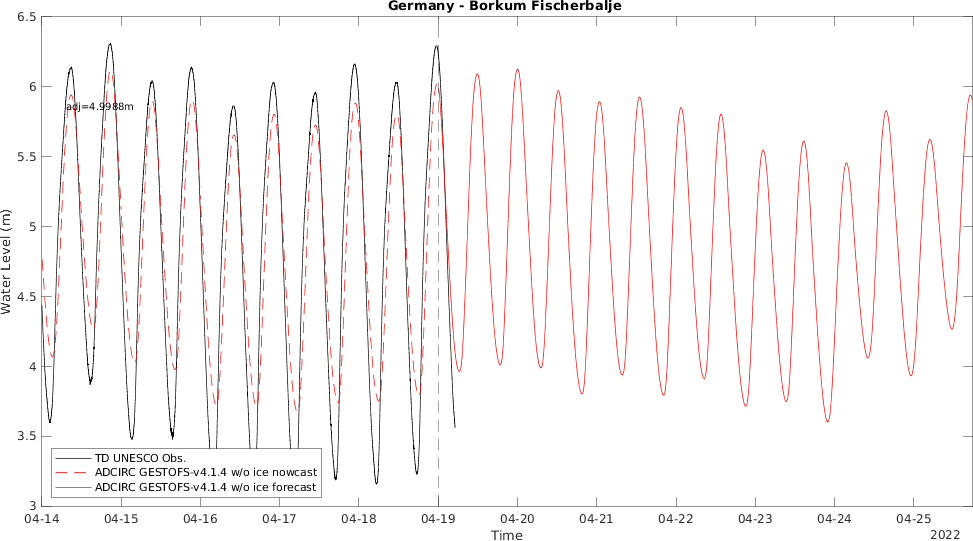 Germany - Borkum Fischerbalje
6.5
6
5.5
5
4.5
4
3.5
3
Water Level (m)
adj=4.9988m
TD UNESCO Obs.
ADCIRC GESTOFS-v4.1.4 w/o ice nowcast
ADCIRC GESTOFS-v4.1.4 w/o ice forecast
04-14 04-15 04-16 04-17 04-18 04-19 04-20 04-21 04-22 04-23 04-24 04-25
Time
2022